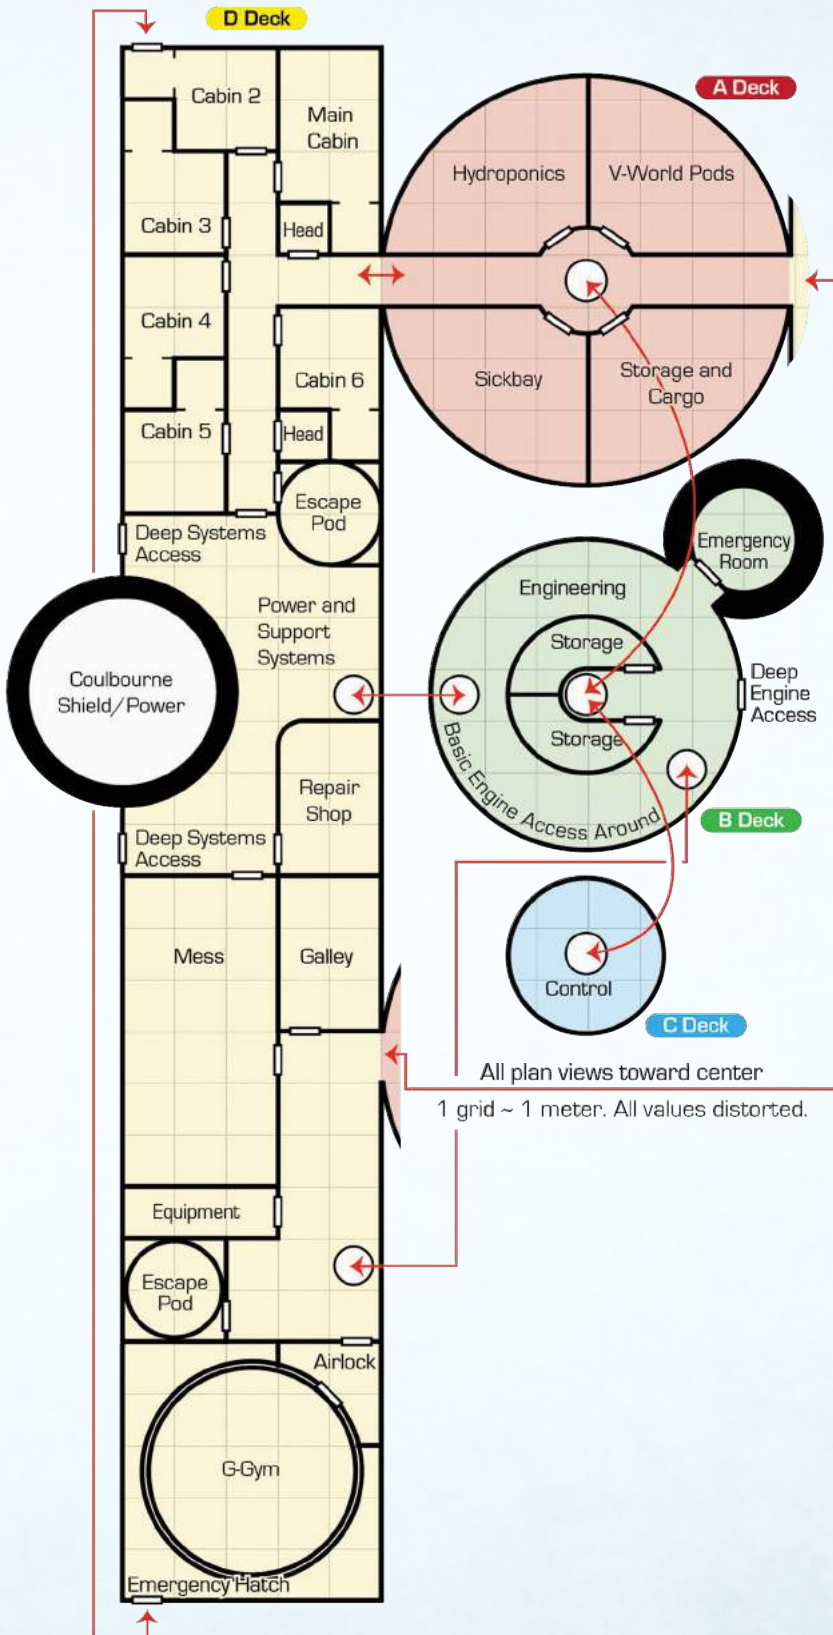 D Deck
Cabin 2
Main
Cabin
Cabin 3
Head
Cabin 4
Cabin 6
Cabin 5
Head
Escape
Pod
Deep Systems
Access
Power and
Support
Systems
Coulbourne
Shield/Power
Repair
Shop
Deep Systems
Access
Mess
Galley
Equipment
Escape
Pod
Airlock
G-Gym
Emergency Hatch
A Deck
Hydroponics
V-World Pods
Sickbay
Storage and
Cargo
Emergency
Room
Engineering
Storage
Storage
Deep
Engine
Access
Basic Engine Access Around
B Deck
Control
C Deck
All plan views toward center
1 grid ~ 1 meter. All values distorted.